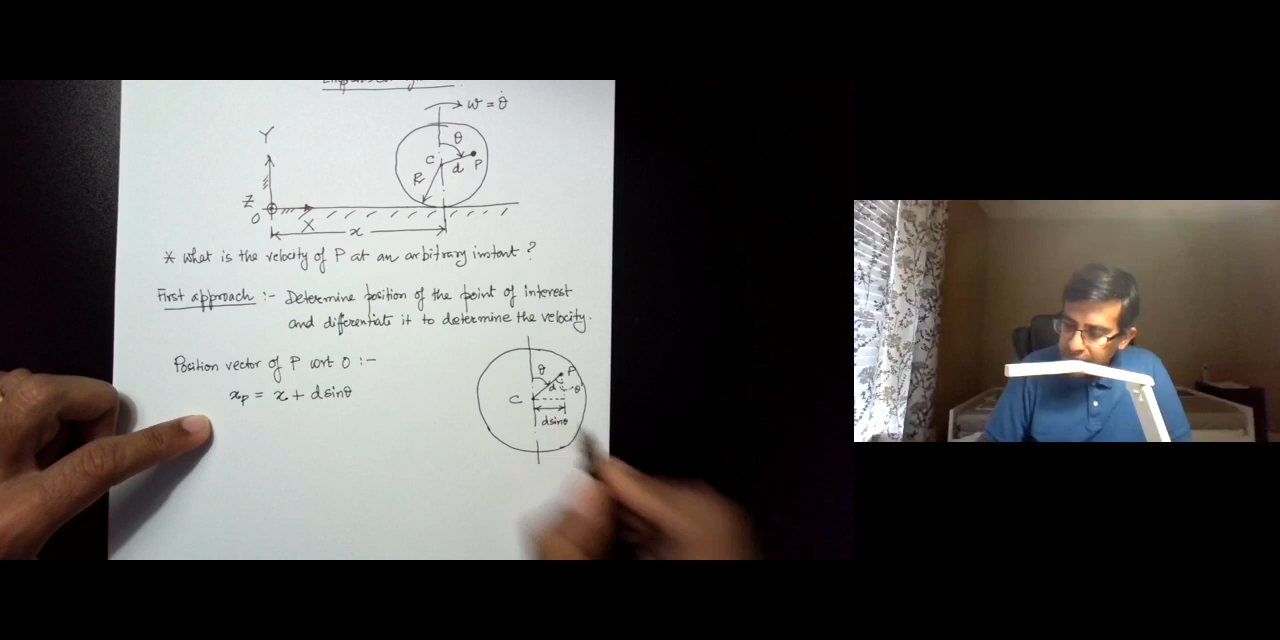 ω = θ̇
Y
θ
C
P
d
R
Z
O
X
x
* What is the velocity of P at an arbitrary instant ?
First approach :- Determine position of the point of interest
and differentiate it to determine the velocity.
Position vector of P wrt O :-
x_P = x + d sinθ
θ
P
d
θ
C
d sinθ